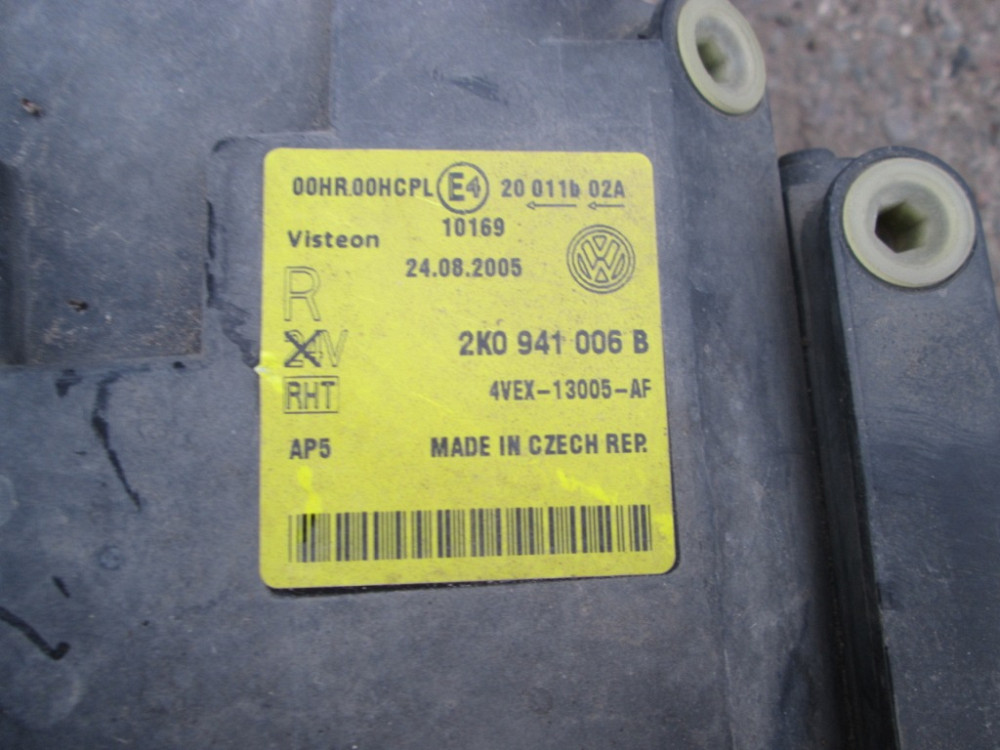 00HR.00HCPL E4 20 011b 02A
10169
Visteon
24.08.2005
R
24V
2K0 941 006 B
RHT
4VEX-13005-AF
AP5 MADE IN CZECH REP.